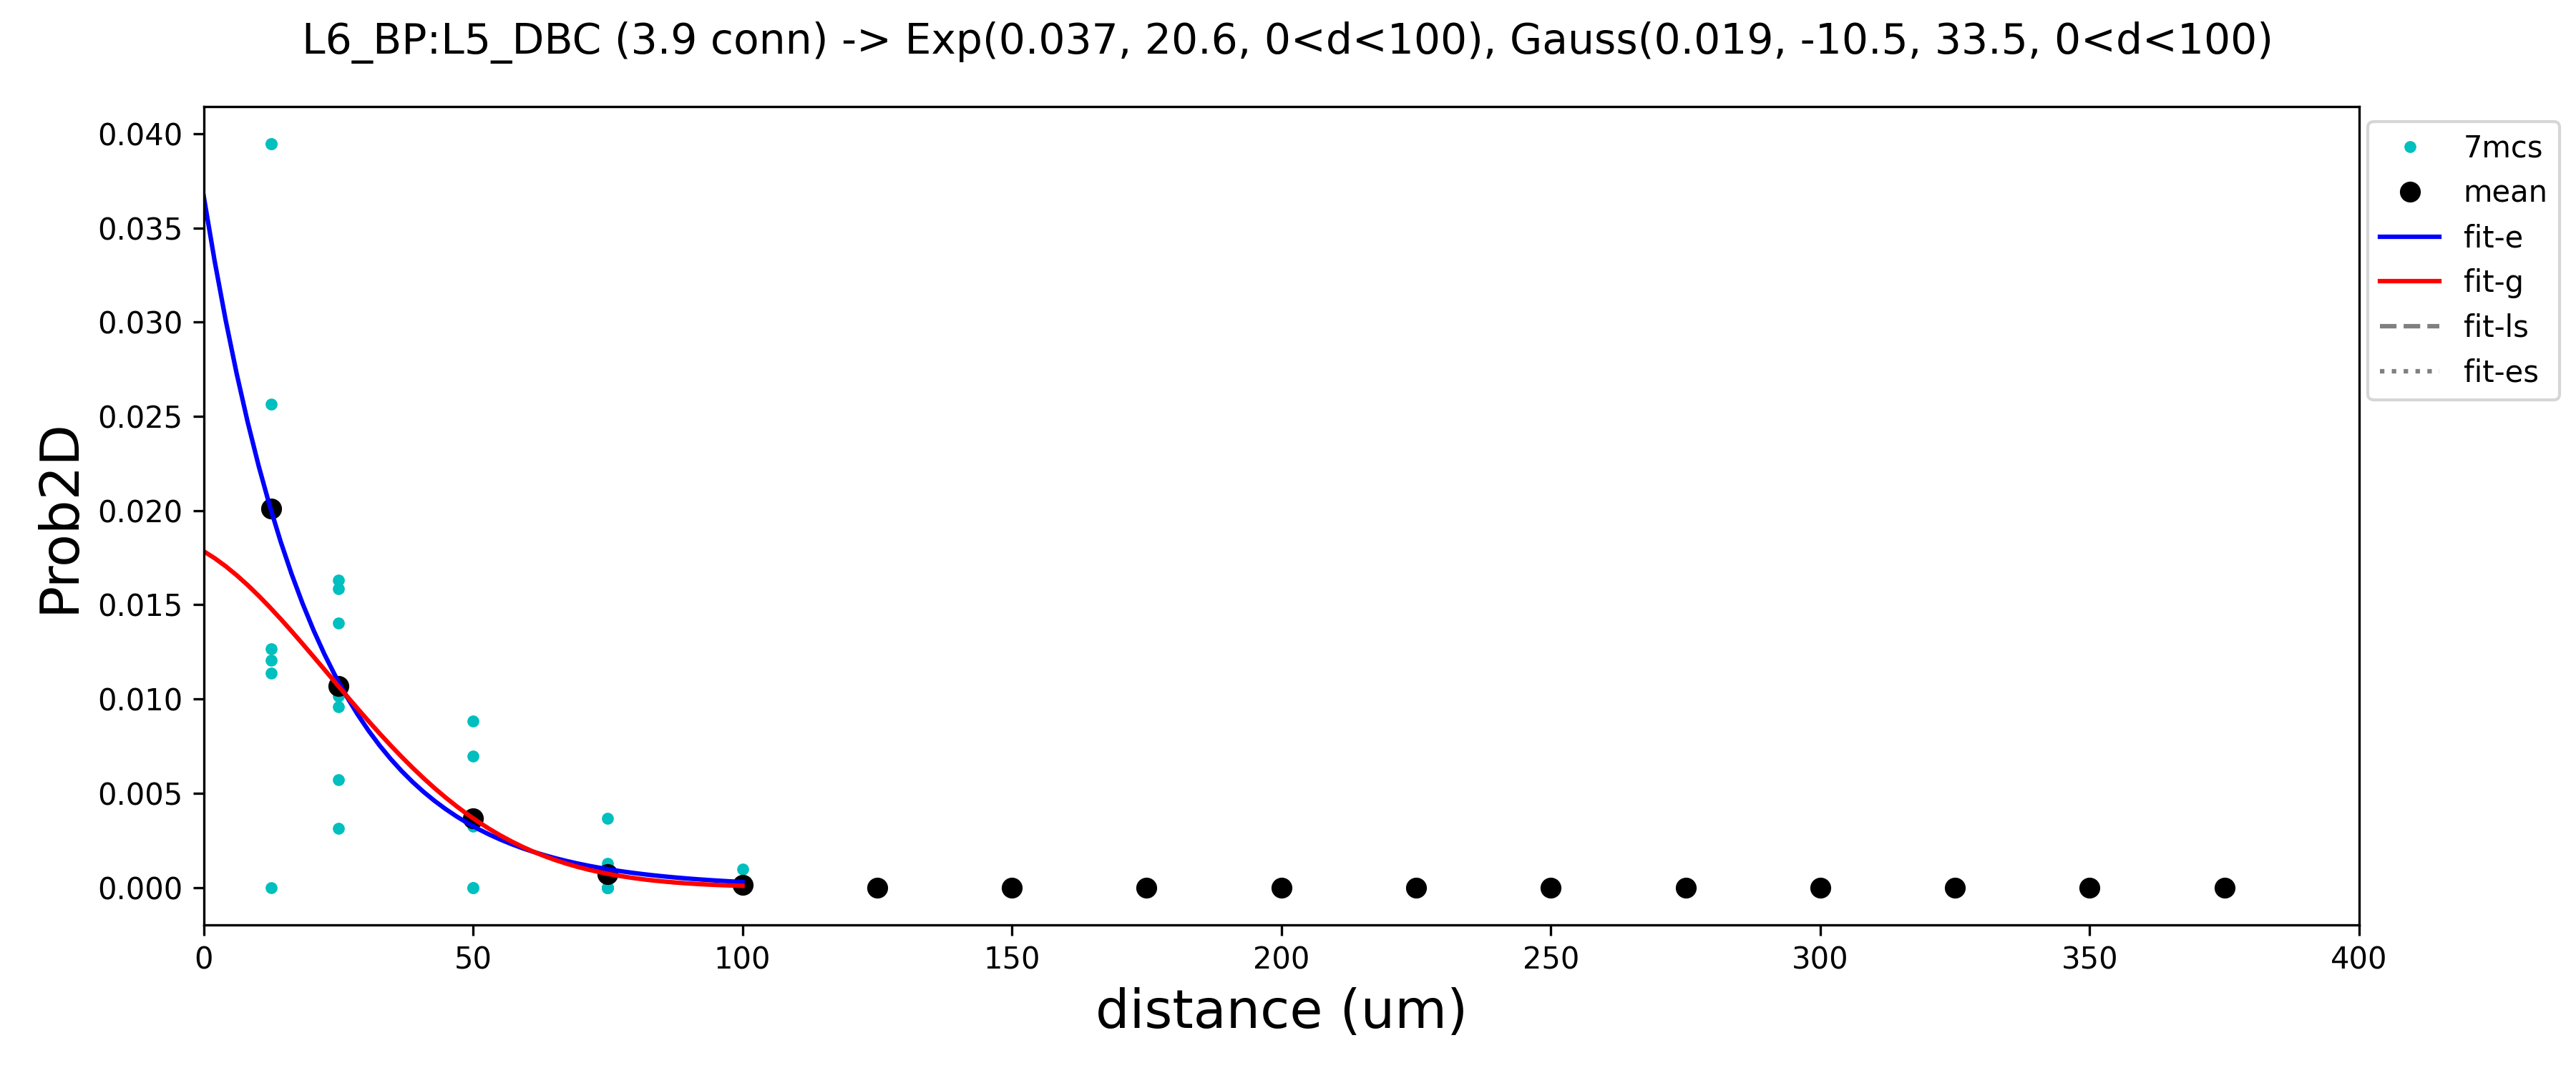 L6_BP:L5_DBC (3.9 conn) -> Exp(0.037, 20.6, 0<d<100), Gauss(0.019, -10.5, 33.5, 0<d<100)
0.040
0.035
0.030
0.025
0.020
0.015
0.010
0.005
0.000
Prob2D
0 50 100 150 200 250 300 350 400
distance (um)
7mcs
mean
fit-e
fit-g
fit-ls
fit-es